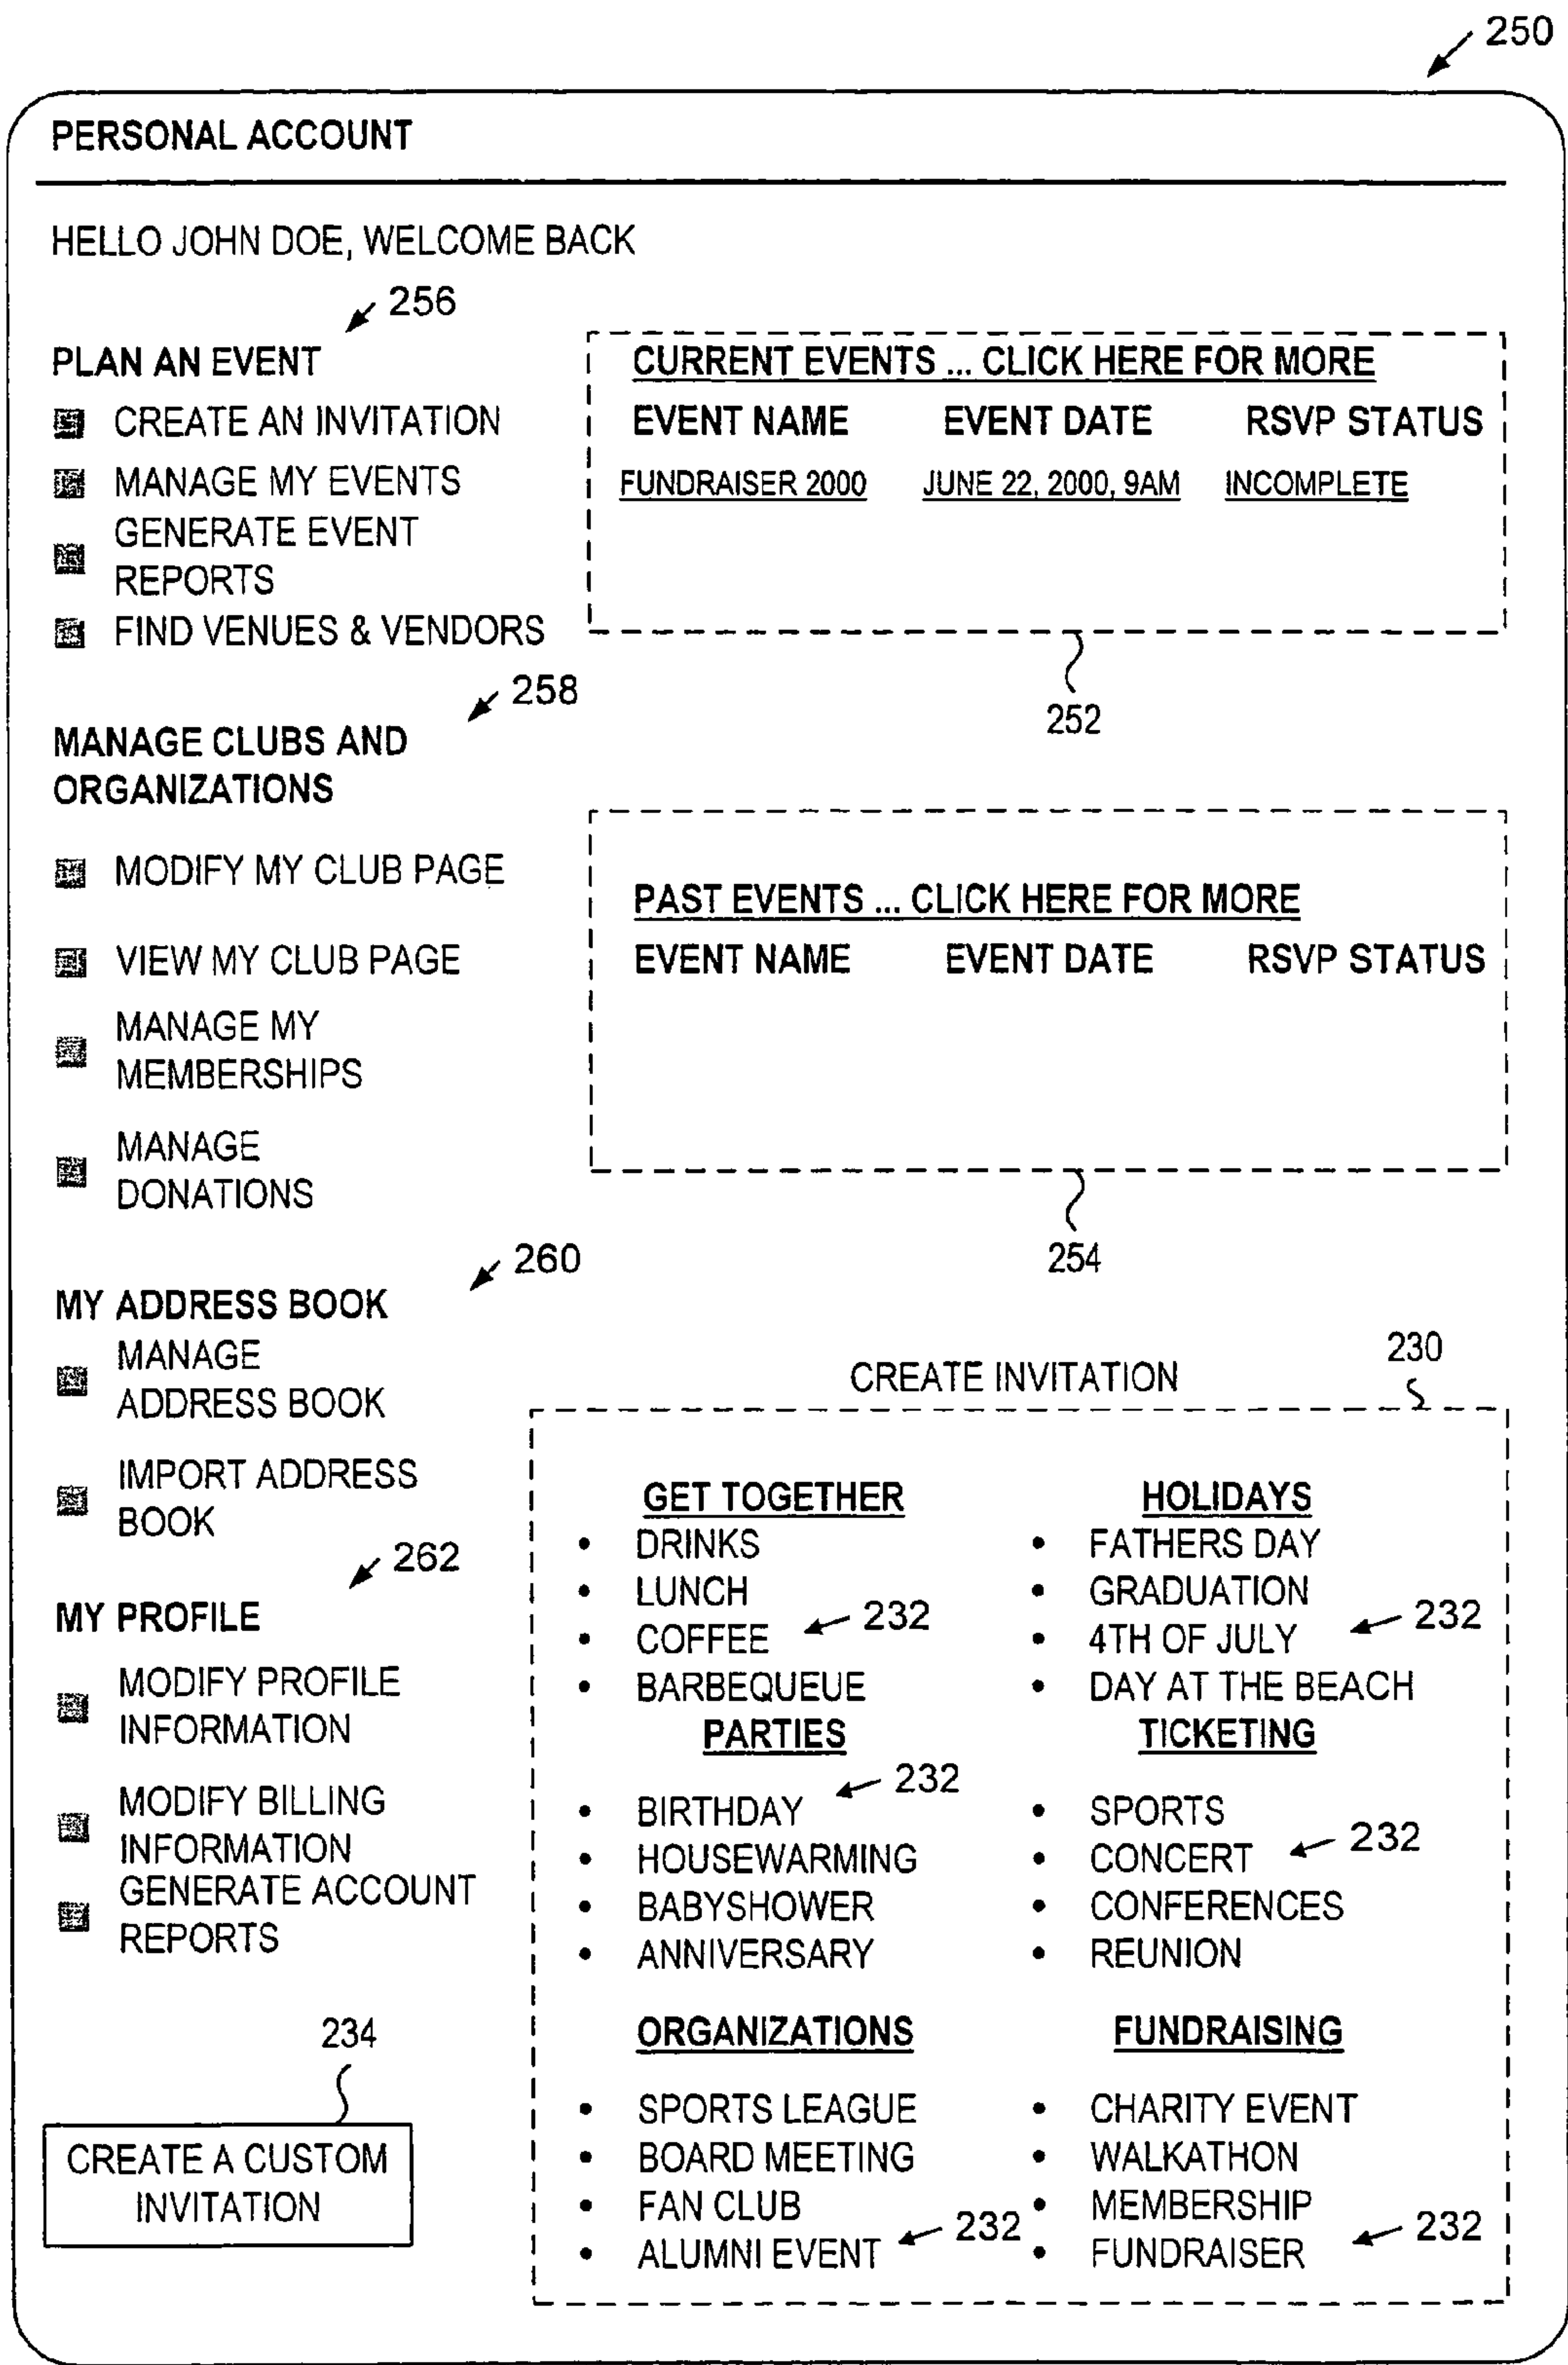 250
PERSONAL ACCOUNT
HELLO JOHN DOE, WELCOME BACK
256
PLAN AN EVENT
CREATE AN INVITATION
MANAGE MY EVENTS
GENERATE EVENT
REPORTS
FIND VENUES & VENDORS
CURRENT EVENTS ... CLICK HERE FOR MORE
EVENT NAME EVENT DATE RSVP STATUS
FUNDRAISER 2000 JUNE 22, 2000, 9AM INCOMPLETE
252
258
MANAGE CLUBS AND
ORGANIZATIONS
MODIFY MY CLUB PAGE
VIEW MY CLUB PAGE
MANAGE MY
MEMBERSHIPS
MANAGE
DONATIONS
PAST EVENTS ... CLICK HERE FOR MORE
EVENT NAME EVENT DATE RSVP STATUS
254
260
MY ADDRESS BOOK
MANAGE
ADDRESS BOOK
IMPORT ADDRESS
BOOK
262
MY PROFILE
MODIFY PROFILE
INFORMATION
MODIFY BILLING
INFORMATION
GENERATE ACCOUNT
REPORTS
234
CREATE A CUSTOM
INVITATION
CREATE INVITATION
230
GET TOGETHER
• DRINKS
• LUNCH
• COFFEE 232
• BARBEQUEUE
HOLIDAYS
• FATHERS DAY
• GRADUATION
• 4TH OF JULY 232
• DAY AT THE BEACH
PARTIES
232
• BIRTHDAY
• HOUSEWARMING
• BABYSHOWER
• ANNIVERSARY
TICKETING
• SPORTS
• CONCERT 232
• CONFERENCES
• REUNION
ORGANIZATIONS
• SPORTS LEAGUE
• BOARD MEETING
• FAN CLUB
• ALUMNI EVENT 232
FUNDRAISING
• CHARITY EVENT
• WALKATHON
• MEMBERSHIP
• FUNDRAISER 232